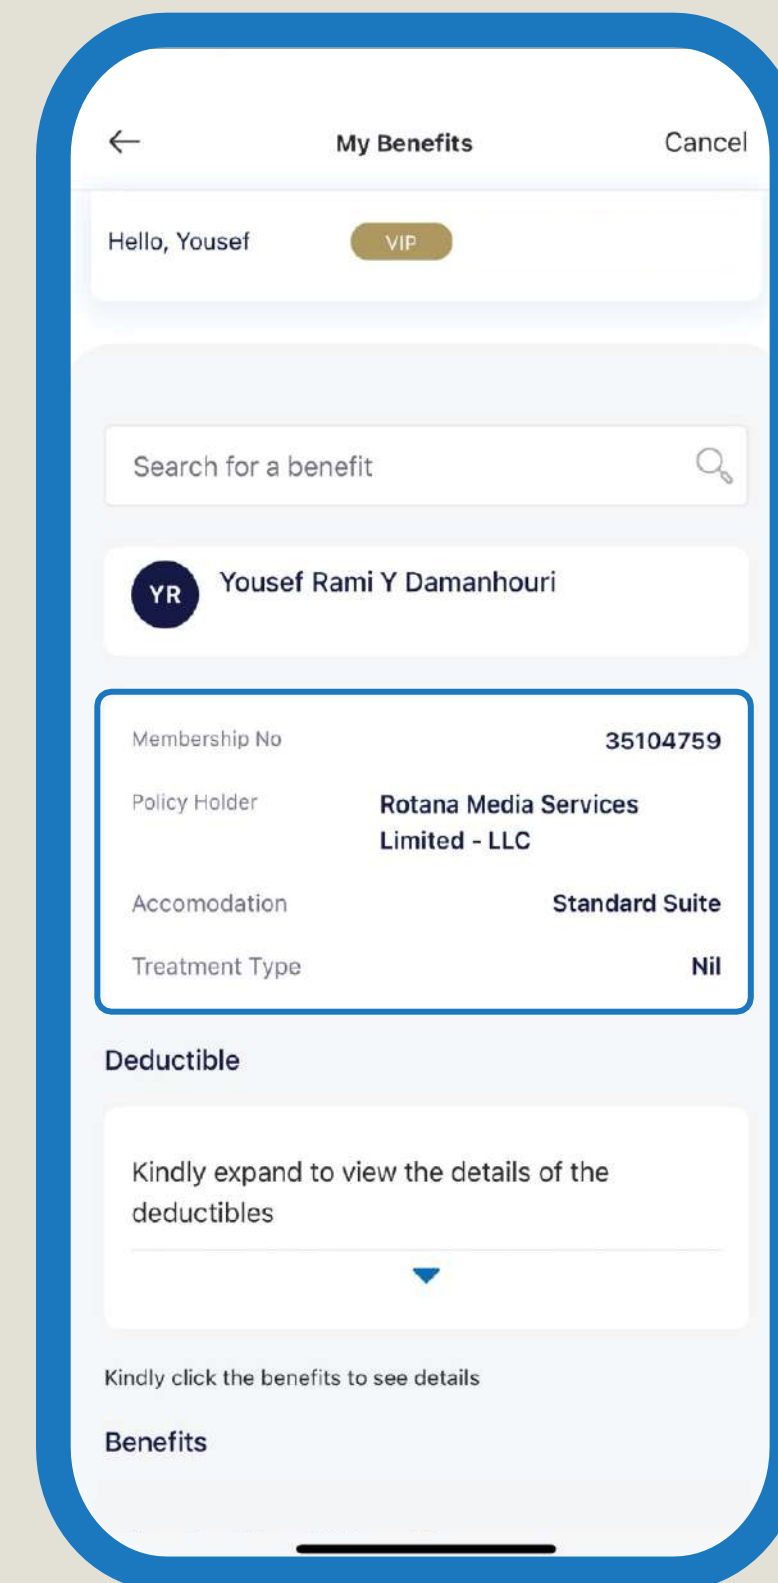 My Benefits
Cancel
Hello, Yousef
VIP
Search for a benefit
YR
Yousef Rami Y Damanhouri
Membership No
35104759
Policy Holder
Rotana Media Services
Limited - LLC
Accomodation
Standard Suite
Treatment Type
Nil
Deductible
Kindly expand to view the details of the
deductibles
Kindly click the benefits to see details
Benefits